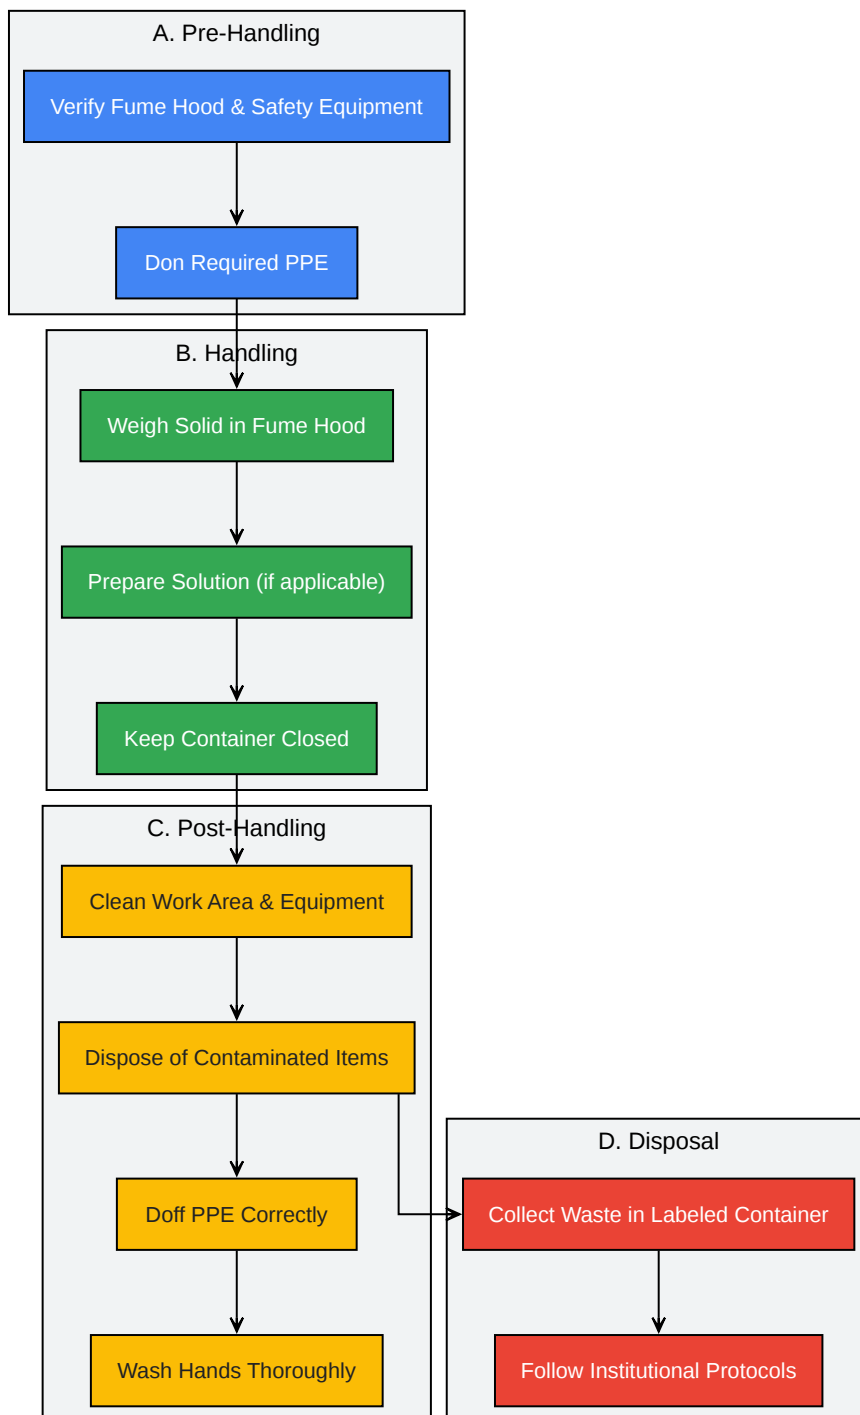 A. Pre-Handling
Verify Fume Hood & Safety Equipment
Don Required PPE
B. Handling
Weigh Solid in Fume Hood
Prepare Solution (if applicable)
Keep Container Closed
C. Post-Handling
Clean Work Area & Equipment
Dispose of Contaminated Items
Doff PPE Correctly
Wash Hands Thoroughly
D. Disposal
Collect Waste in Labeled Container
Follow Institutional Protocols